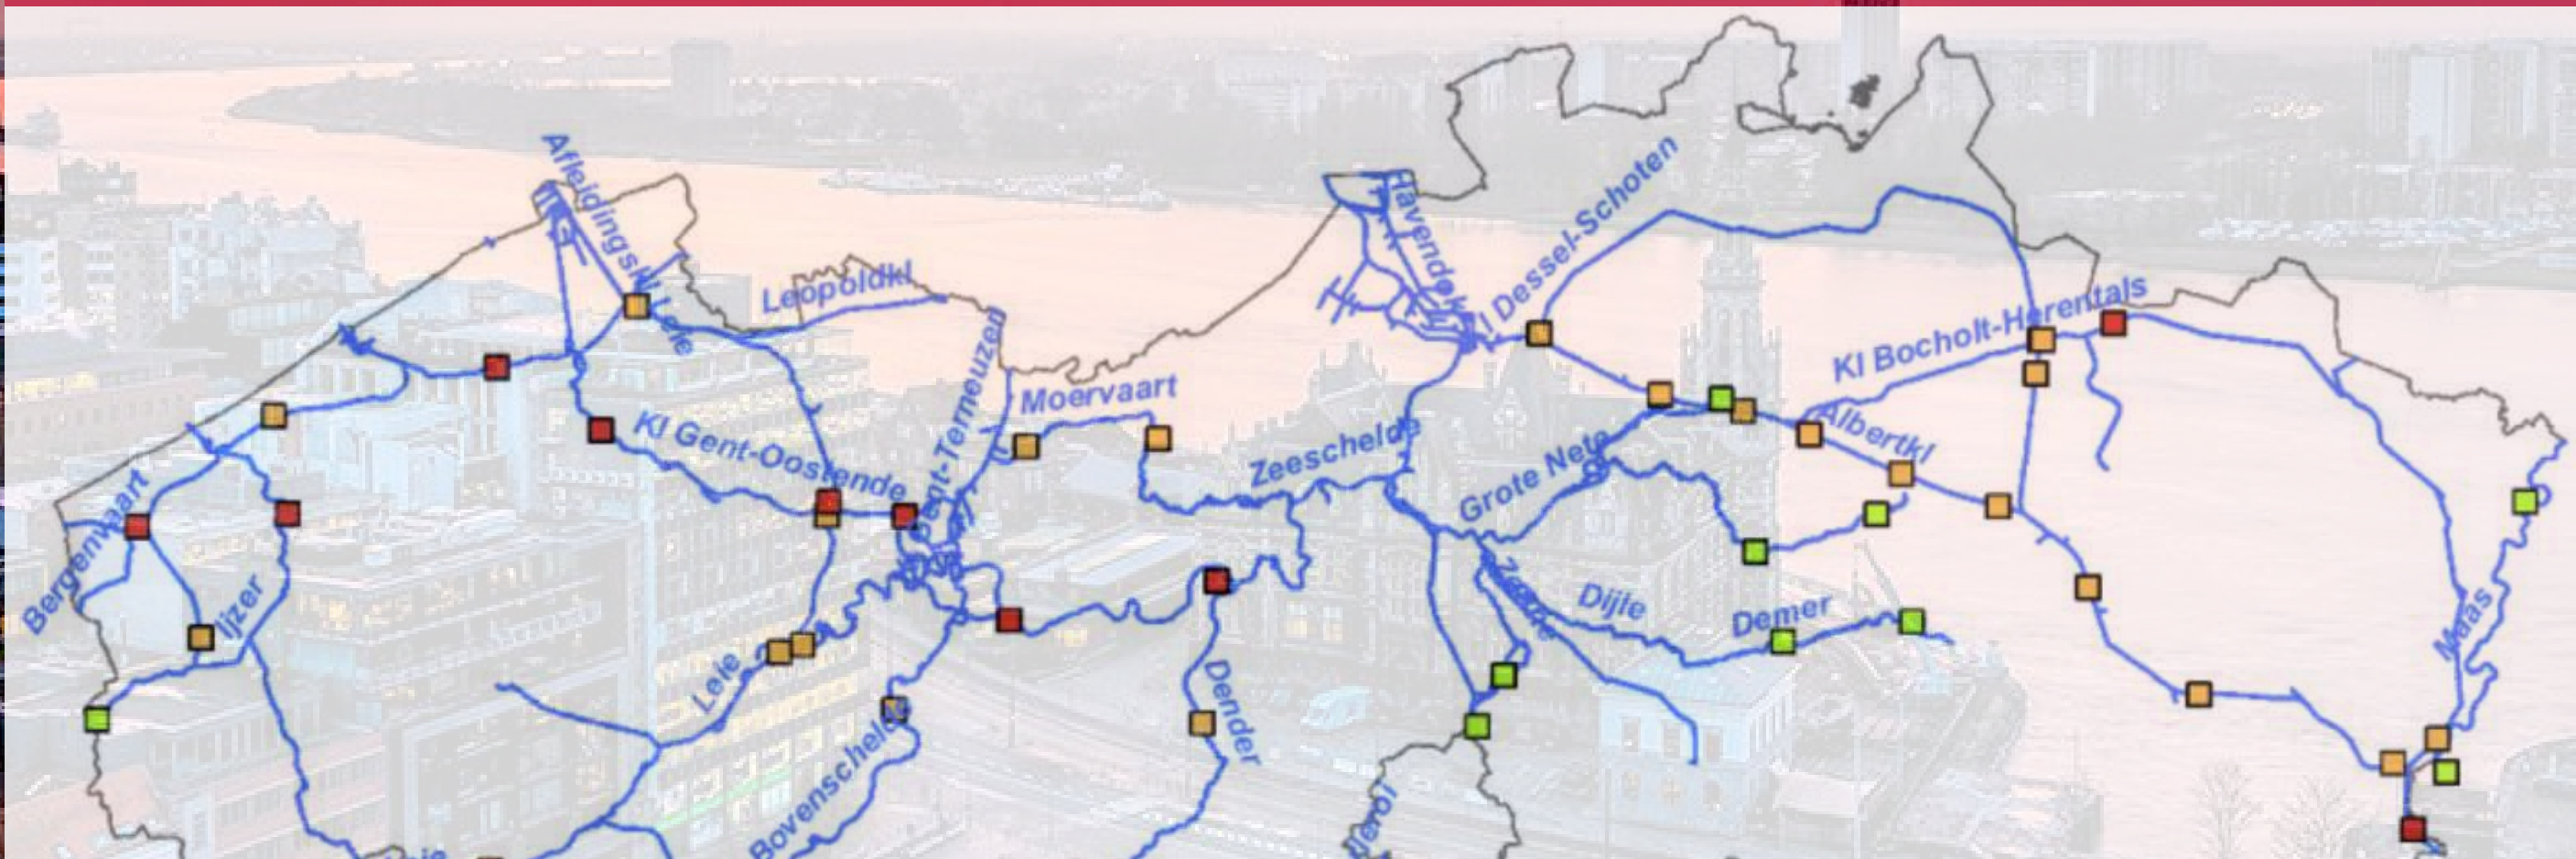 Afleidingskl Leie
Leopoldkl
Havendok
Kl Dessel-Schoten
Kl Bocholt-Herentals
Moervaart
Gent-Terneuzen
Kl Gent-Oostende
Albertkl
Zeeschelde
Grote Nete
Bergenvaart
Ijzer
Zenne
Dijle
Demer
Maas
Leie
Dender
Bovenschelde